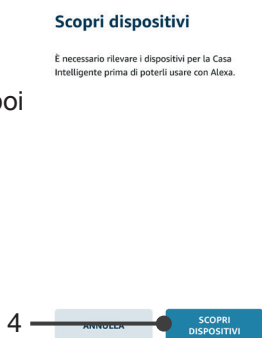 Scopri dispositivi
È necessario rilevare i dispositivi per la Casa
Intelligente prima di poterli usare con Alexa.
poi
4
ANNULLA
SCOPRI
DISPOSITIVI